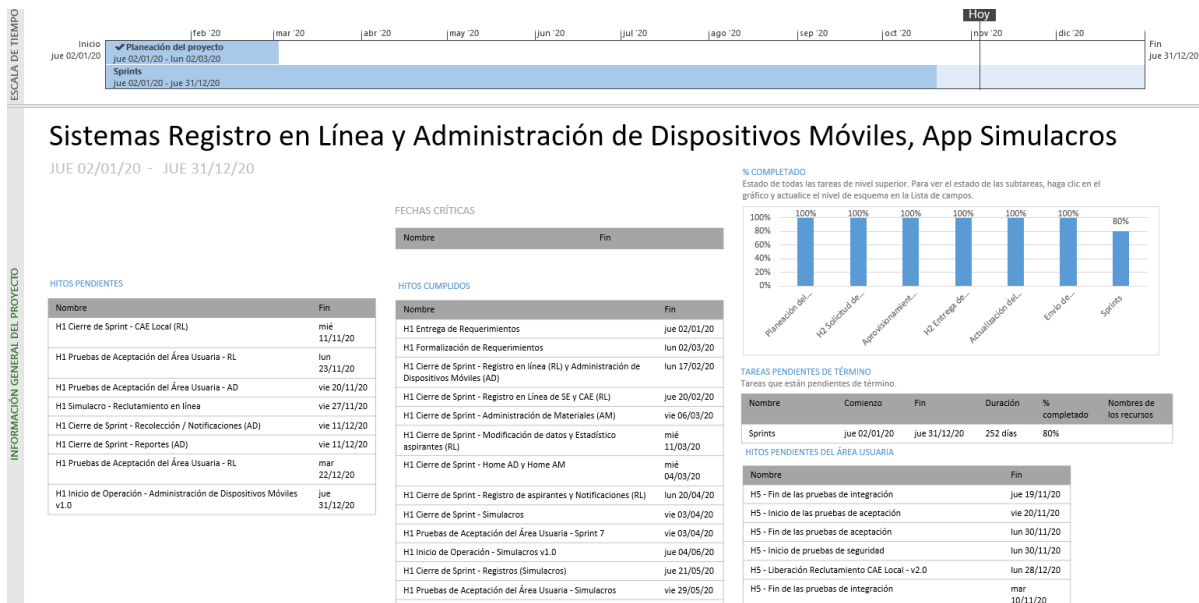 ESCALA DE TIEMPO
Hoy
feb '20
mar '20
abr '20
may '20
jun '20
jul '20
ago '20
sep '20
oct '20
nov '20
dic '20
Inicio
jue 02/01/20
✔ Planeación del proyecto
jue 02/01/20 - lun 02/03/20
Sprints
jue 02/01/20 - jue 31/12/20
Fin
jue 31/12/20
INFORMACIÓN GENERAL DEL PROYECTO
Sistemas Registro en Línea y Administración de Dispositivos Móviles, App Simulacros
JUE 02/01/20 - JUE 31/12/20
HITOS PENDIENTES
Nombre Fin
H1 Cierre de Sprint - CAE Local (RL) mié
11/11/20
H1 Pruebas de Aceptación del Área Usuaria - RL lun
23/11/20
H1 Pruebas de Aceptación del Área Usuaria - AD vie 20/11/20
H1 Simulacro - Reclutamiento en línea vie 27/11/20
H1 Cierre de Sprint - Recolección / Notificaciones (AD) vie 11/12/20
H1 Cierre de Sprint - Reportes (AD) vie 11/12/20
H1 Pruebas de Aceptación del Área Usuaria - RL mar
22/12/20
H1 Inicio de Operación - Administración de Dispositivos Móviles jue
v1.0 31/12/20
FECHAS CRÍTICAS
Nombre Fin
HITOS CUMPLIDOS
Nombre Fin
H1 Entrega de Requerimientos jue 02/01/20
H1 Formalización de Requerimientos lun 02/03/20
H1 Cierre de Sprint - Registro en línea (RL) y Administración de lun 17/02/20
Dispositivos Móviles (AD)
H1 Cierre de Sprint - Registro en Línea de SE y CAE (RL) jue 20/02/20
H1 Cierre de Sprint - Administración de Materiales (AM) vie 06/03/20
H1 Cierre de Sprint - Modificación de datos y Estadístico mié
aspirantes (RL) 11/03/20
H1 Cierre de Sprint - Home AD y Home AM mié
04/03/20
H1 Cierre de Sprint - Registro de aspirantes y Notificaciones (RL) lun 20/04/20
H1 Cierre de Sprint - Simulacros vie 03/04/20
H1 Pruebas de Aceptación del Área Usuaria - Sprint 7 vie 03/04/20
H1 Inicio de Operación - Simulacros v1.0 jue 04/06/20
H1 Cierre de Sprint - Registros (Simulacros) jue 21/05/20
H1 Pruebas de Aceptación del Área Usuaria - Simulacros vie 29/05/20
% COMPLETADO
Estado de todas las tareas de nivel superior. Para ver el estado de las subtareas, haga clic en el
gráfico y actualice el nivel de esquema en la Lista de campos.
100%
80%
60%
40%
20%
0%
100% 100% 100% 100% 100% 100% 80%
Planeación del...
H2 Solicitud de...
Aprovisionamient...
H2 Entrega de...
Actualización del...
Envío de...
Sprints
TAREAS PENDIENTES DE TÉRMINO
Tareas que están pendientes de término.
Nombre Comienzo Fin Duración % Nombres de
completado los recursos
Sprints jue 02/01/20 jue 31/12/20 252 días 80%
HITOS PENDIENTES DEL ÁREA USUARIA
Nombre Fin
H5 - Fin de las pruebas de integración jue 19/11/20
H5 - Inicio de las pruebas de aceptación vie 20/11/20
H5 - Fin de las pruebas de aceptación lun 30/11/20
H5 - Inicio de pruebas de seguridad lun 30/11/20
H5 - Liberación Reclutamiento CAE Local - v2.0 lun 28/12/20
H5 - Fin de las pruebas de integración mar
10/11/20